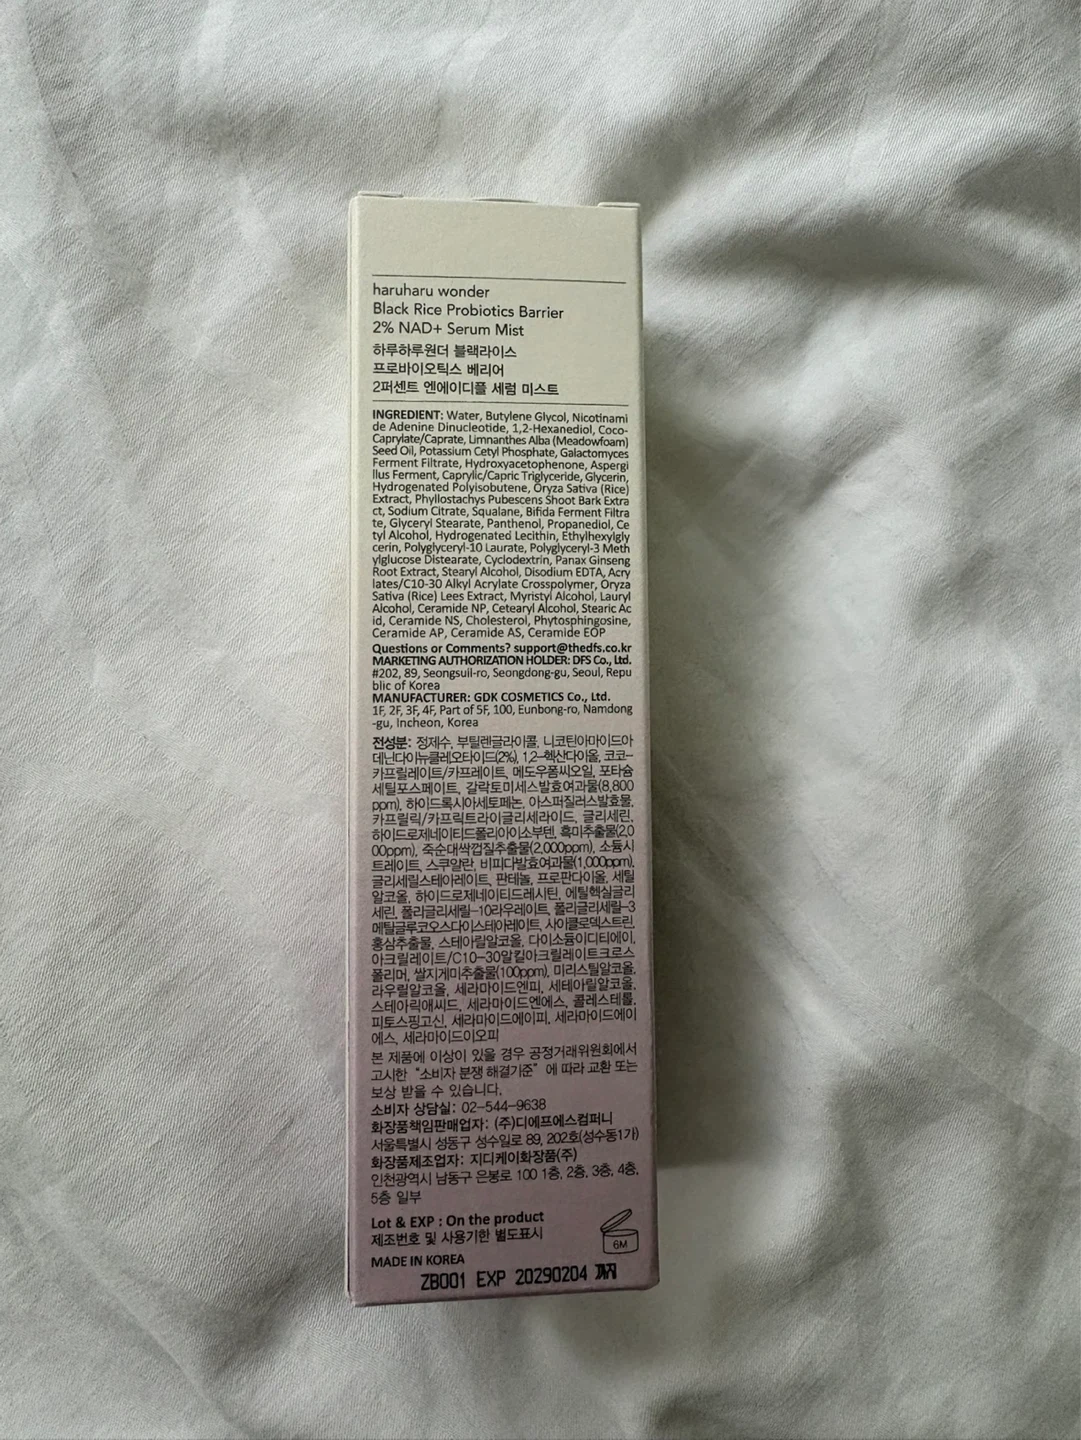 haruharu wonder
Black Rice Probiotics Barrier
2% NAD+ Serum Mist
하루하루원더 블랙라이스
프로바이오틱스 베리어
2퍼센트 엔에이디플 세럼 미스트
INGREDIENT: Water, Butylene Glycol, Nicotinami
de Adenine Dinucleotide, 1,2-Hexanediol, Coco-
Caprylate/Caprate, Limnanthes Alba (Meadowfoam)
Seed Oil, Potassium Cetyl Phosphate, Galactomyces
Ferment Filtrate, Hydroxyacetophenone, Aspergi
llus Ferment, Caprylic/Capric Triglyceride, Glycerin,
Hydrogenated Polyisobutene, Oryza Sativa (Rice)
Extract, Phyllostachys Pubescens Shoot Bark Extra
ct, Sodium Citrate, Squalane, Bifida Ferment Filtra
te, Glyceryl Stearate, Panthenol, Propanediol, Ce
tyl Alcohol, Hydrogenated Lecithin, Ethylhexylgly
cerin, Polyglyceryl-10 Laurate, Polyglyceryl-3 Meth
ylglucose Distearate, Cyclodextrin, Panax Ginseng
Root Extract, Stearyl Alcohol, Disodium EDTA, Acry
lates/C10-30 Alkyl Acrylate Crosspolymer, Oryza
Sativa (Rice) Lees Extract, Myristyl Alcohol, Lauryl
Alcohol, Ceramide NP, Cetearyl Alcohol, Stearic Ac
id, Ceramide NS, Cholesterol, Phytosphingosine,
Ceramide AP, Ceramide AS, Ceramide EOP
Questions or Comments? support@thedfs.co.kr
MARKETING AUTHORIZATION HOLDER: DFS Co., Ltd.
#202, 89, Seongsuil-ro, Seongdong-gu, Seoul, Repu
blic of Korea
MANUFACTURER: GDK COSMETICS Co., Ltd.
1F, 2F, 3F, 4F, Part of 5F, 100, Eunbong-ro, Namdong
-gu, Incheon, Korea
전성분: 정제수, 부틸렌글라이콜, 니코틴아마이드아
데닌다이뉴클레오타이드(2%), 1,2-헥산다이올, 코코-
카프릴레이트/카프레이트, 메도우폼씨오일, 포타슘
세틸포스페이트, 갈락토미세스발효여과물(8,800
ppm), 하이드록시아세토페논, 아스퍼질러스발효물,
카프릴릭/카프릭트라이글리세라이드, 글리세린,
하이드로제네이티드폴리아이소부텐, 흑미추출물(2,0
00ppm), 죽순대싹껍질추출물(2,000ppm), 소듐시
트레이트, 스쿠알란, 비피다발효여과물(1,000ppm),
글리세릴스테아레이트, 판테놀, 프로판다이올, 세틸
알코올, 하이드로제네이티드레시틴, 에틸헥실글리
세린, 폴리글리세릴-10라우레이트, 폴리글리세릴-3
메틸글루코오스다이스테아레이트, 사이클로덱스트린,
홍삼추출물, 스테아릴알코올, 다이소듐이디티에이,
아크릴레이트/C10-30알킬아크릴레이트크로스
폴리머, 쌀지게미추출물(100ppm), 미리스틸알코올,
라우릴알코올, 세라마이드엔피, 세테아릴알코올,
스테아릭애씨드, 세라마이드엔에스, 콜레스테롤,
피토스핑고신, 세라마이드에이피, 세라마이드에이
에스, 세라마이드이오피
본 제품에 이상이 있을 경우 공정거래위원회에서
고시한 "소비자 분쟁 해결기준" 에 따라 교환 또는
보상 받을 수 있습니다.
소비자 상담실: 02-544-9638
화장품책임판매업자: (주)디에프에스컴퍼니
서울특별시 성동구 성수일로 89, 202호(성수동1가)
화장품제조업자: 지디케이화장품(주)
인천광역시 남동구 은봉로 100 1층, 2층, 3층, 4층,
5층 일부
Lot & EXP : On the product
제조번호 및 사용기한 별도표시
6M
MADE IN KOREA
ZB001 EXP 20290204